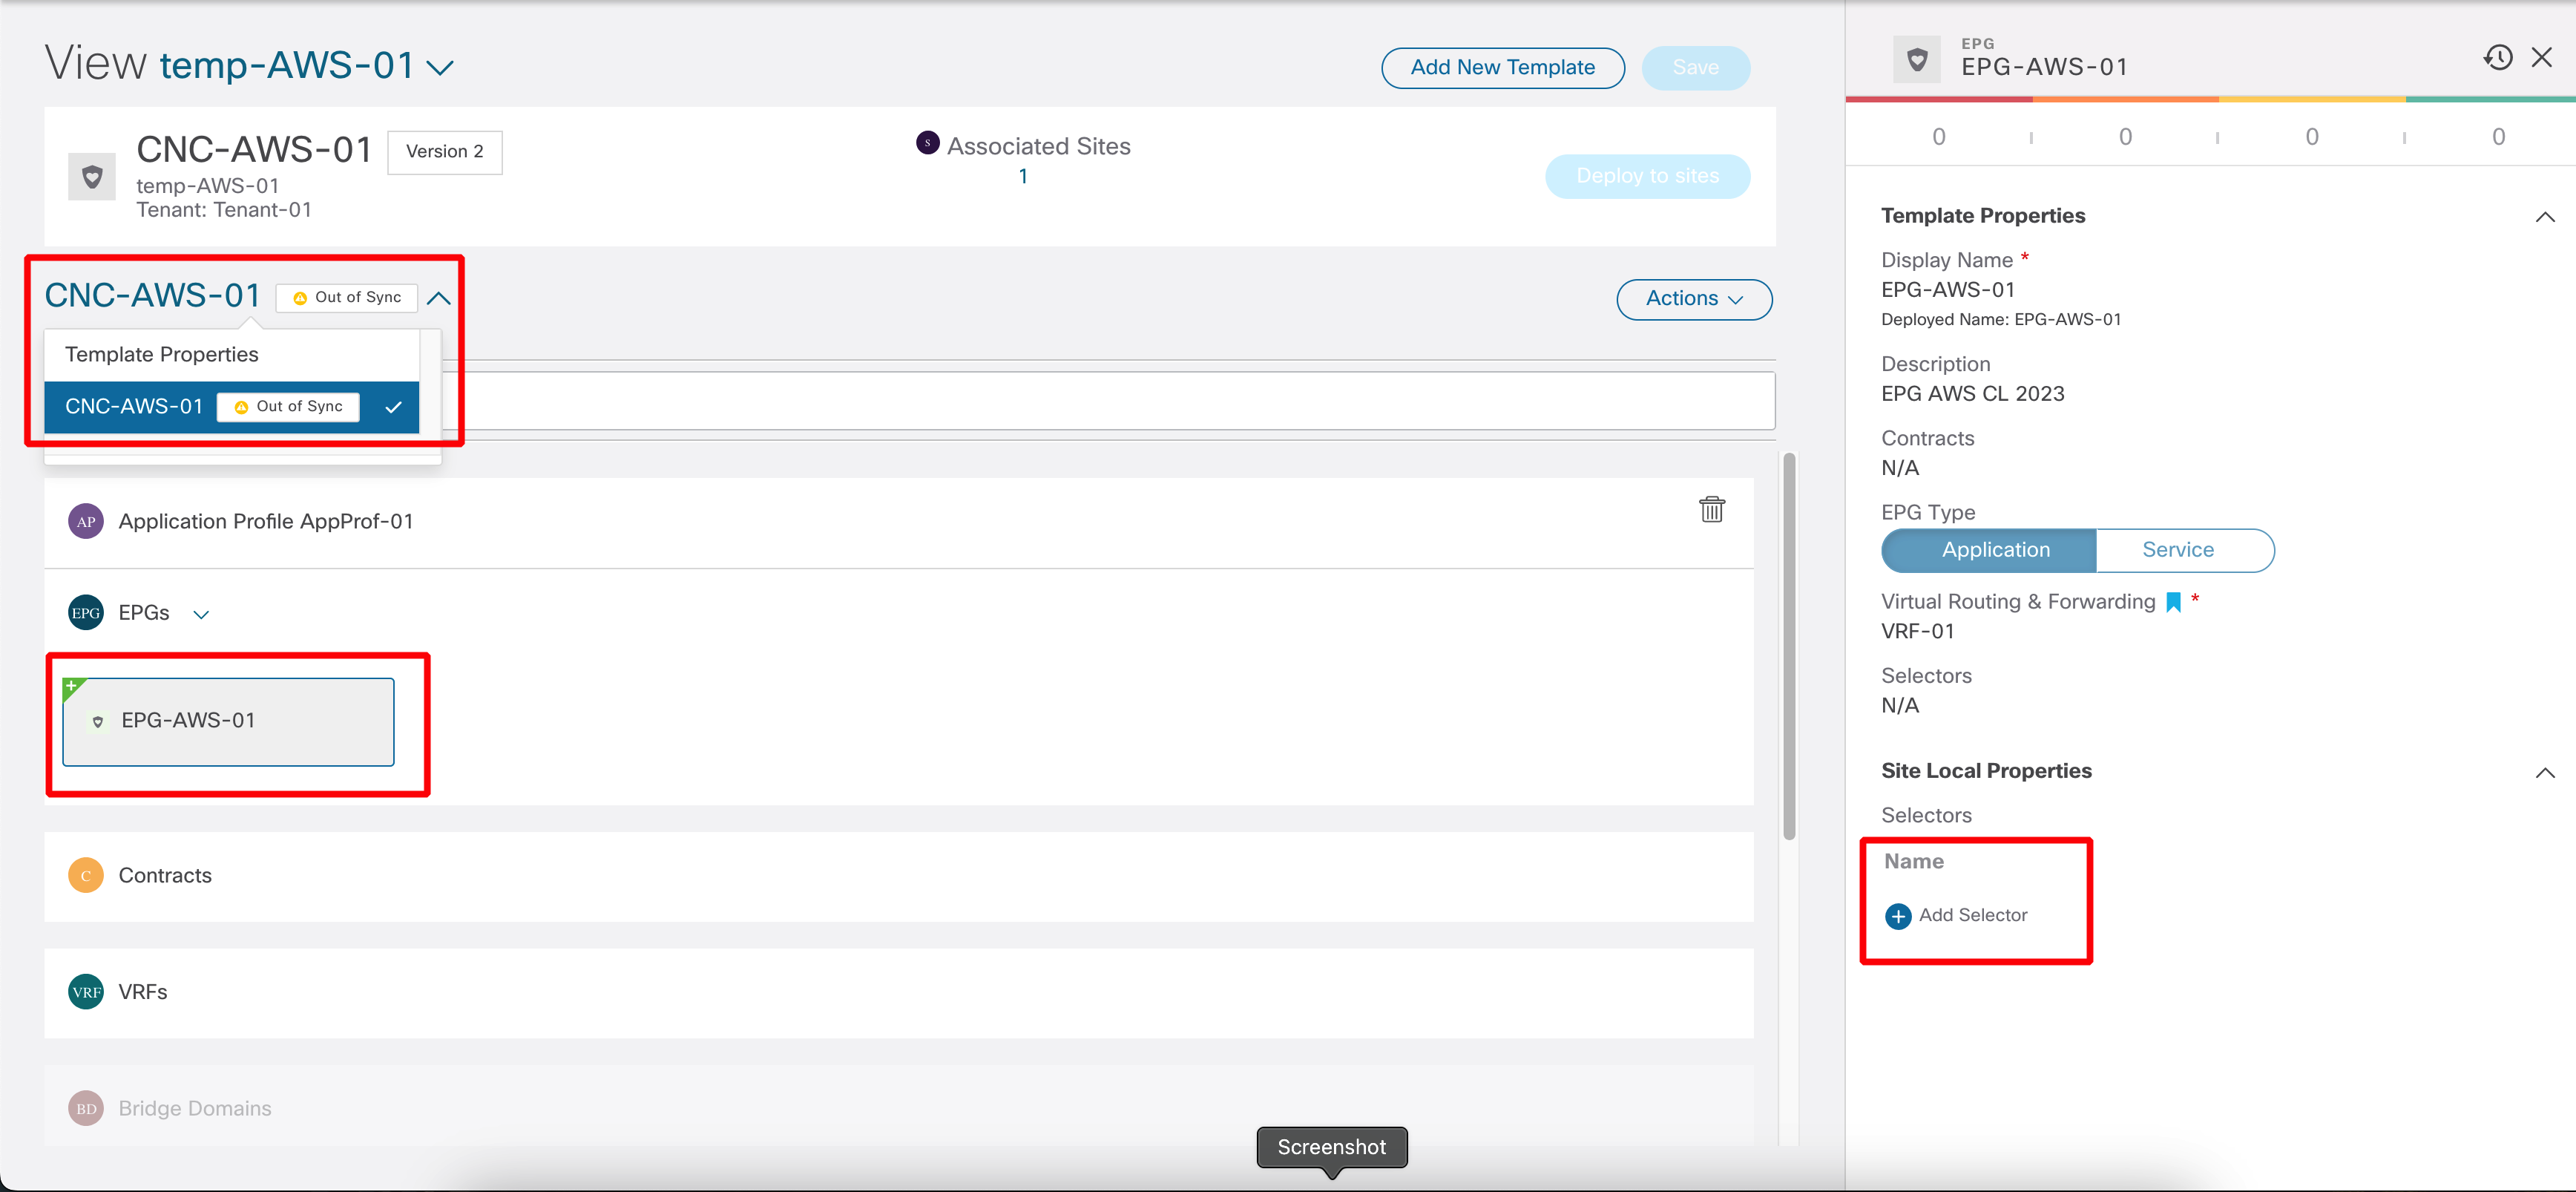 View temp-AWS-01
Add New Template
Save
CNC-AWS-01
Version 2
temp-AWS-01
Tenant: Tenant-01
S
Associated Sites
1
Deploy to sites
CNC-AWS-01
Out of Sync
Actions
Template Properties
CNC-AWS-01
Out of Sync
AP
Application Profile AppProf-01
EPG
EPGs
EPG-AWS-01
C
Contracts
VRF
VRFs
BD
Bridge Domains
Screenshot
EPG
EPG-AWS-01
0
0
0
0
Template Properties
Display Name *
EPG-AWS-01
Deployed Name: EPG-AWS-01
Description
EPG AWS CL 2023
Contracts
N/A
EPG Type
Application
Service
Virtual Routing & Forwarding *
VRF-01
Selectors
N/A
Site Local Properties
Selectors
Name
Add Selector